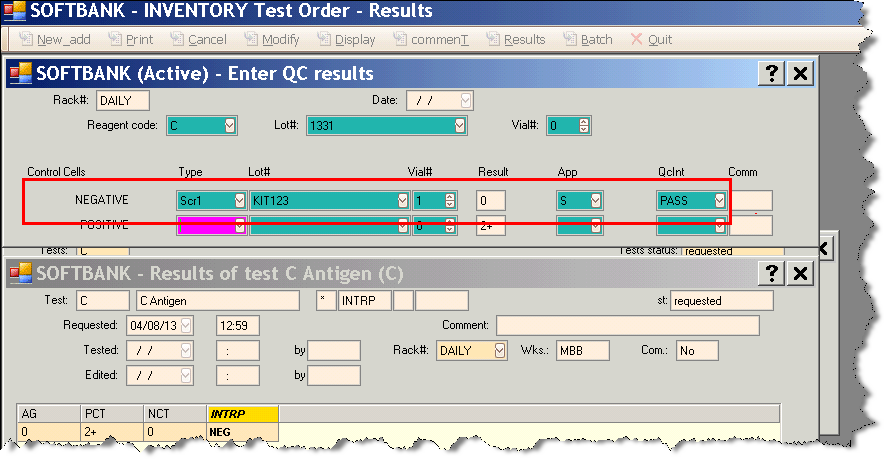 SOFTBANK - INVENTORY Test Order - Results
New_add Print Cancel Modify Display commenT Results Batch Quit
SOFTBANK (Active) - Enter QC results ? X
Rack#: DAILY Date: / /
Reagent code: C Lot#: 1331 Vial#: 0
Control Cells Type Lot# Vial# Result App QcInt Comm
NEGATIVE Scr1 KIT123 1 0 S PASS
POSITIVE 0 2+
Tests: C Tests status: requested
SOFTBANK - Results of test C Antigen (C) ? X
Test: C C Antigen * INTRP st: requested
Requested: 04/08/13 12:59 Comment:
Tested: / / : by Rack#: DAILY Wks.: MBB Com.: No
Edited: / / : by
AG PCT NCT INTRP
0 2+ 0 NEG